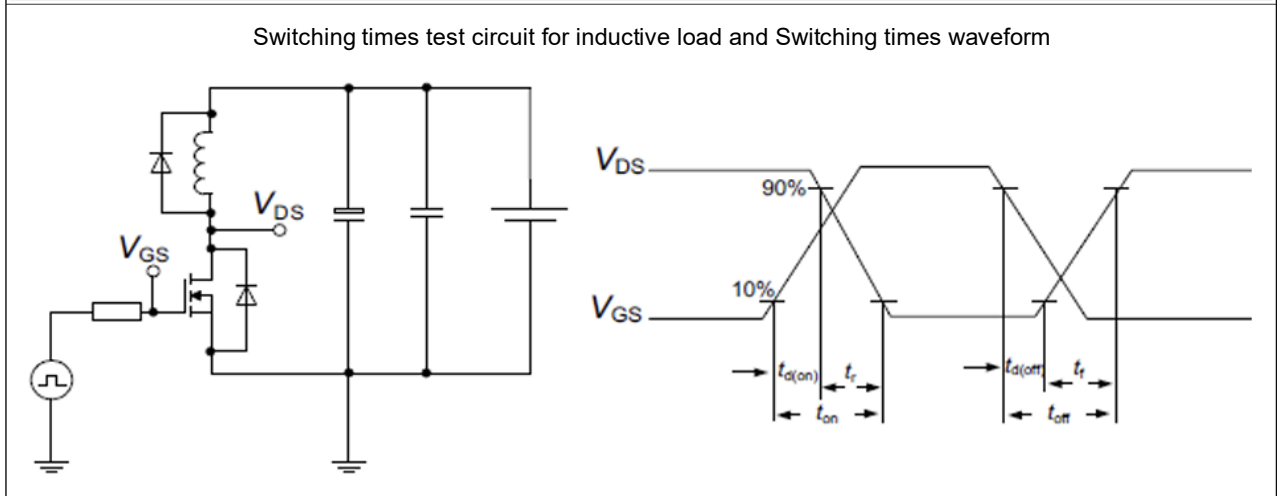 Switching times test circuit for inductive load and Switching times waveform
VDS
VGS
VDS
90%
10%
VGS
td(on)
tr
ton
td(off)
tf
toff